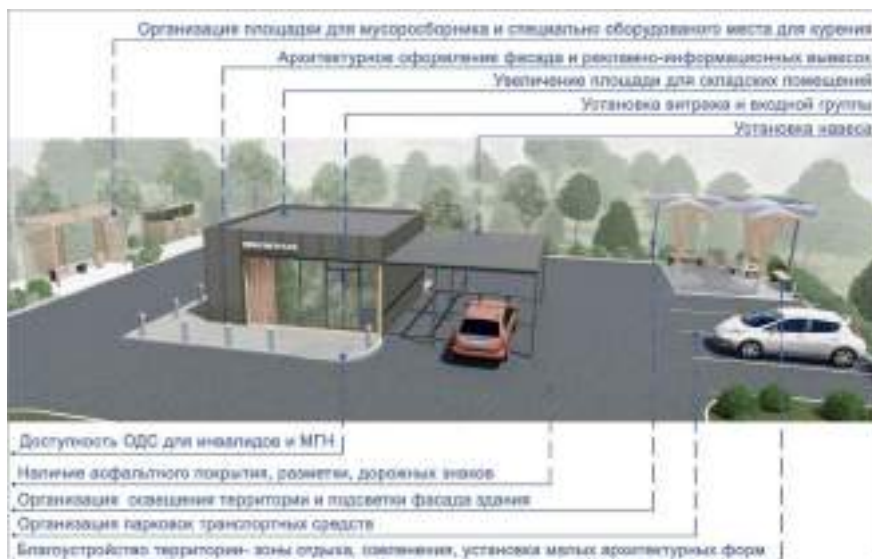 Организация площадки для мусоросборника и специально оборудованого места для курения
Архитектурное оформление фасада и рекламно-информационных вывесок
Увеличение площади для складских помещений
Установка витража и входной группы
Установка навеса
Доступность ОДС для инвалидов и МГН
Наличие асфальтного покрытия, разметки, дорожных знаков
Организация освещения территории и подсветки фасада здания
Организация парковок транспортных средств
Благоустройство территории- зоны отдыха, озеленения, установка малых архитектурных форм